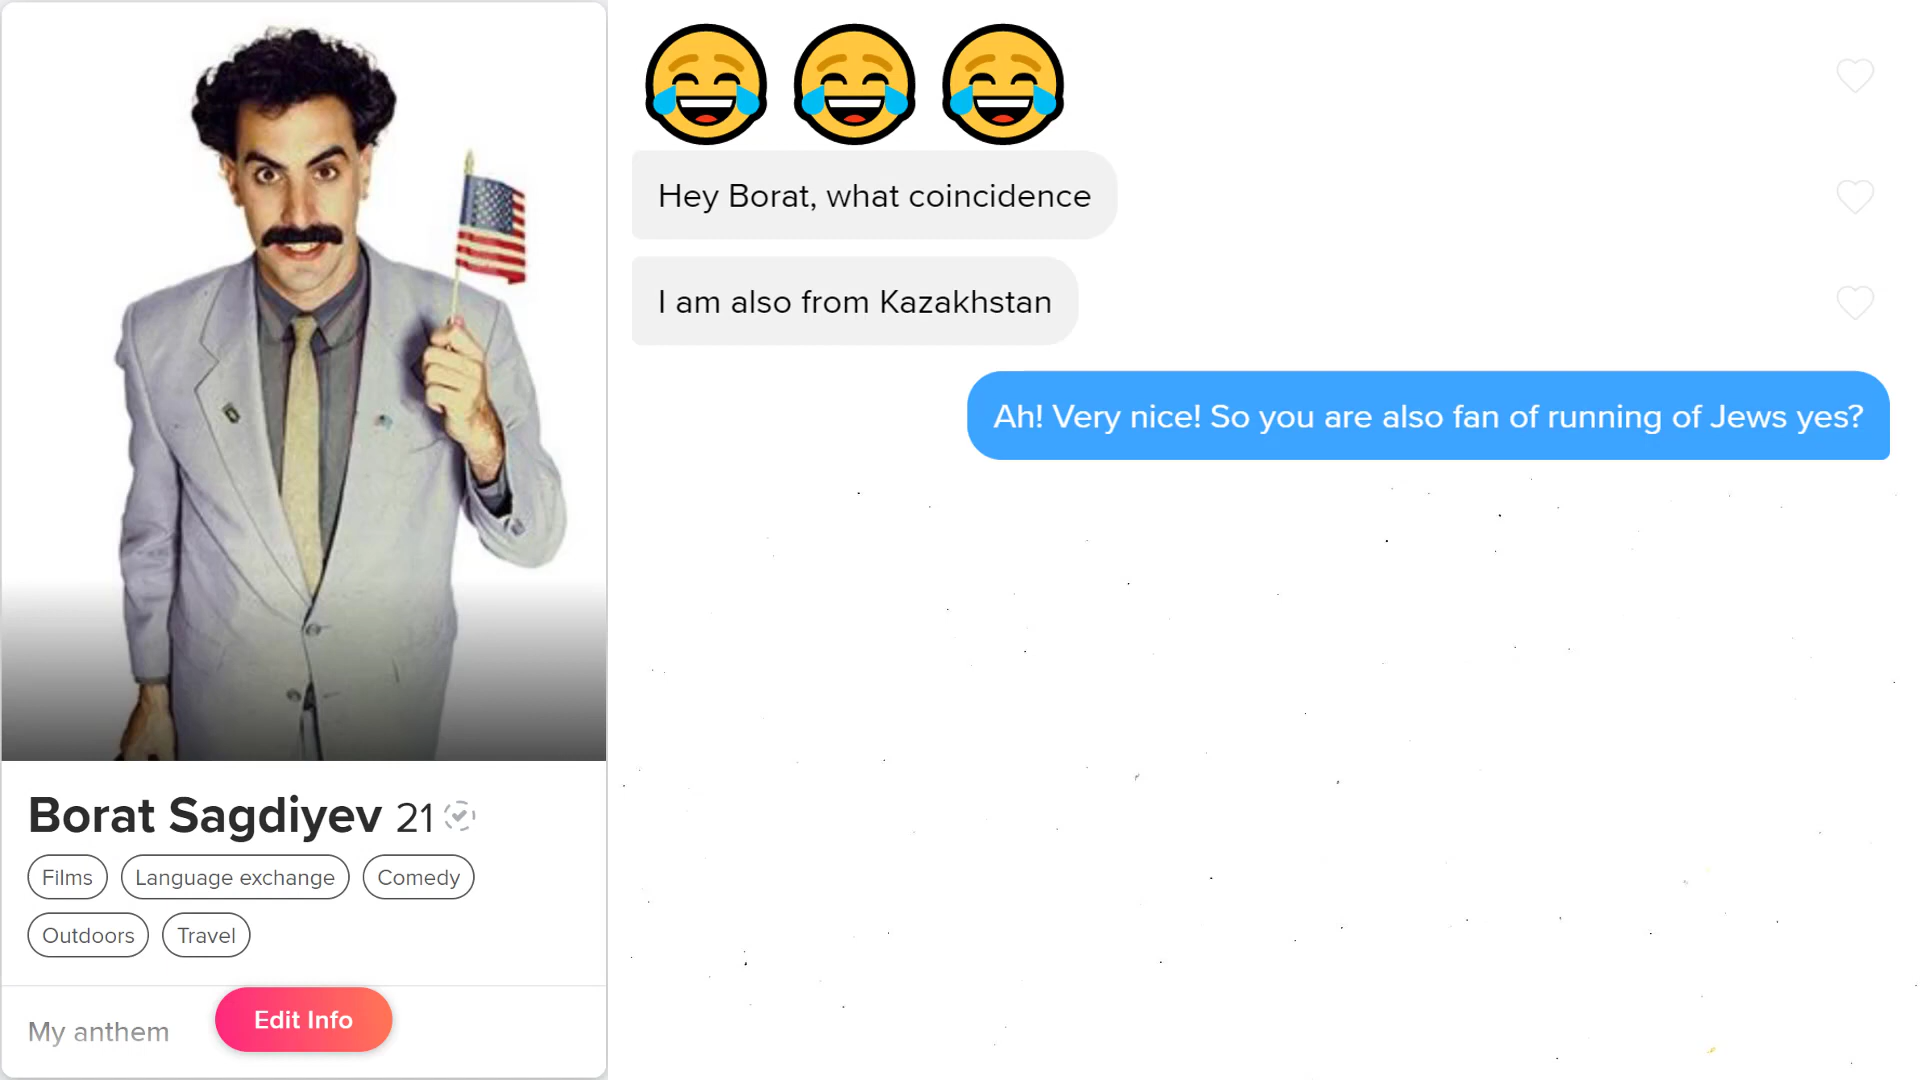 Hey Borat, what coincidence
I am also from Kazakhstan
Ah! Very nice! So you are also fan of running of Jews yes?
Borat Sagdiyev 21
Films
Language exchange
Comedy
Outdoors
Travel
My anthem
Edit Info